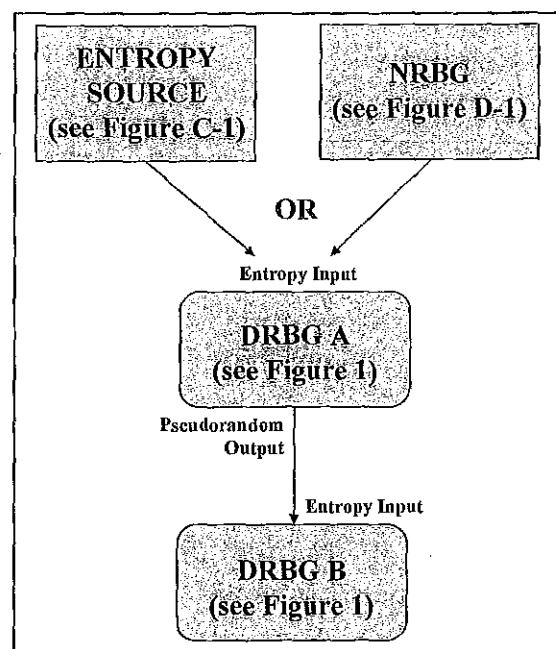 ENTROPY
SOURCE
(see Figure C-1)
NRBG
(see Figure D-1)
OR
Entropy Input
DRBG A
(see Figure 1)
Pseudorandom
Output
Entropy Input
DRBG B
(see Figure 1)